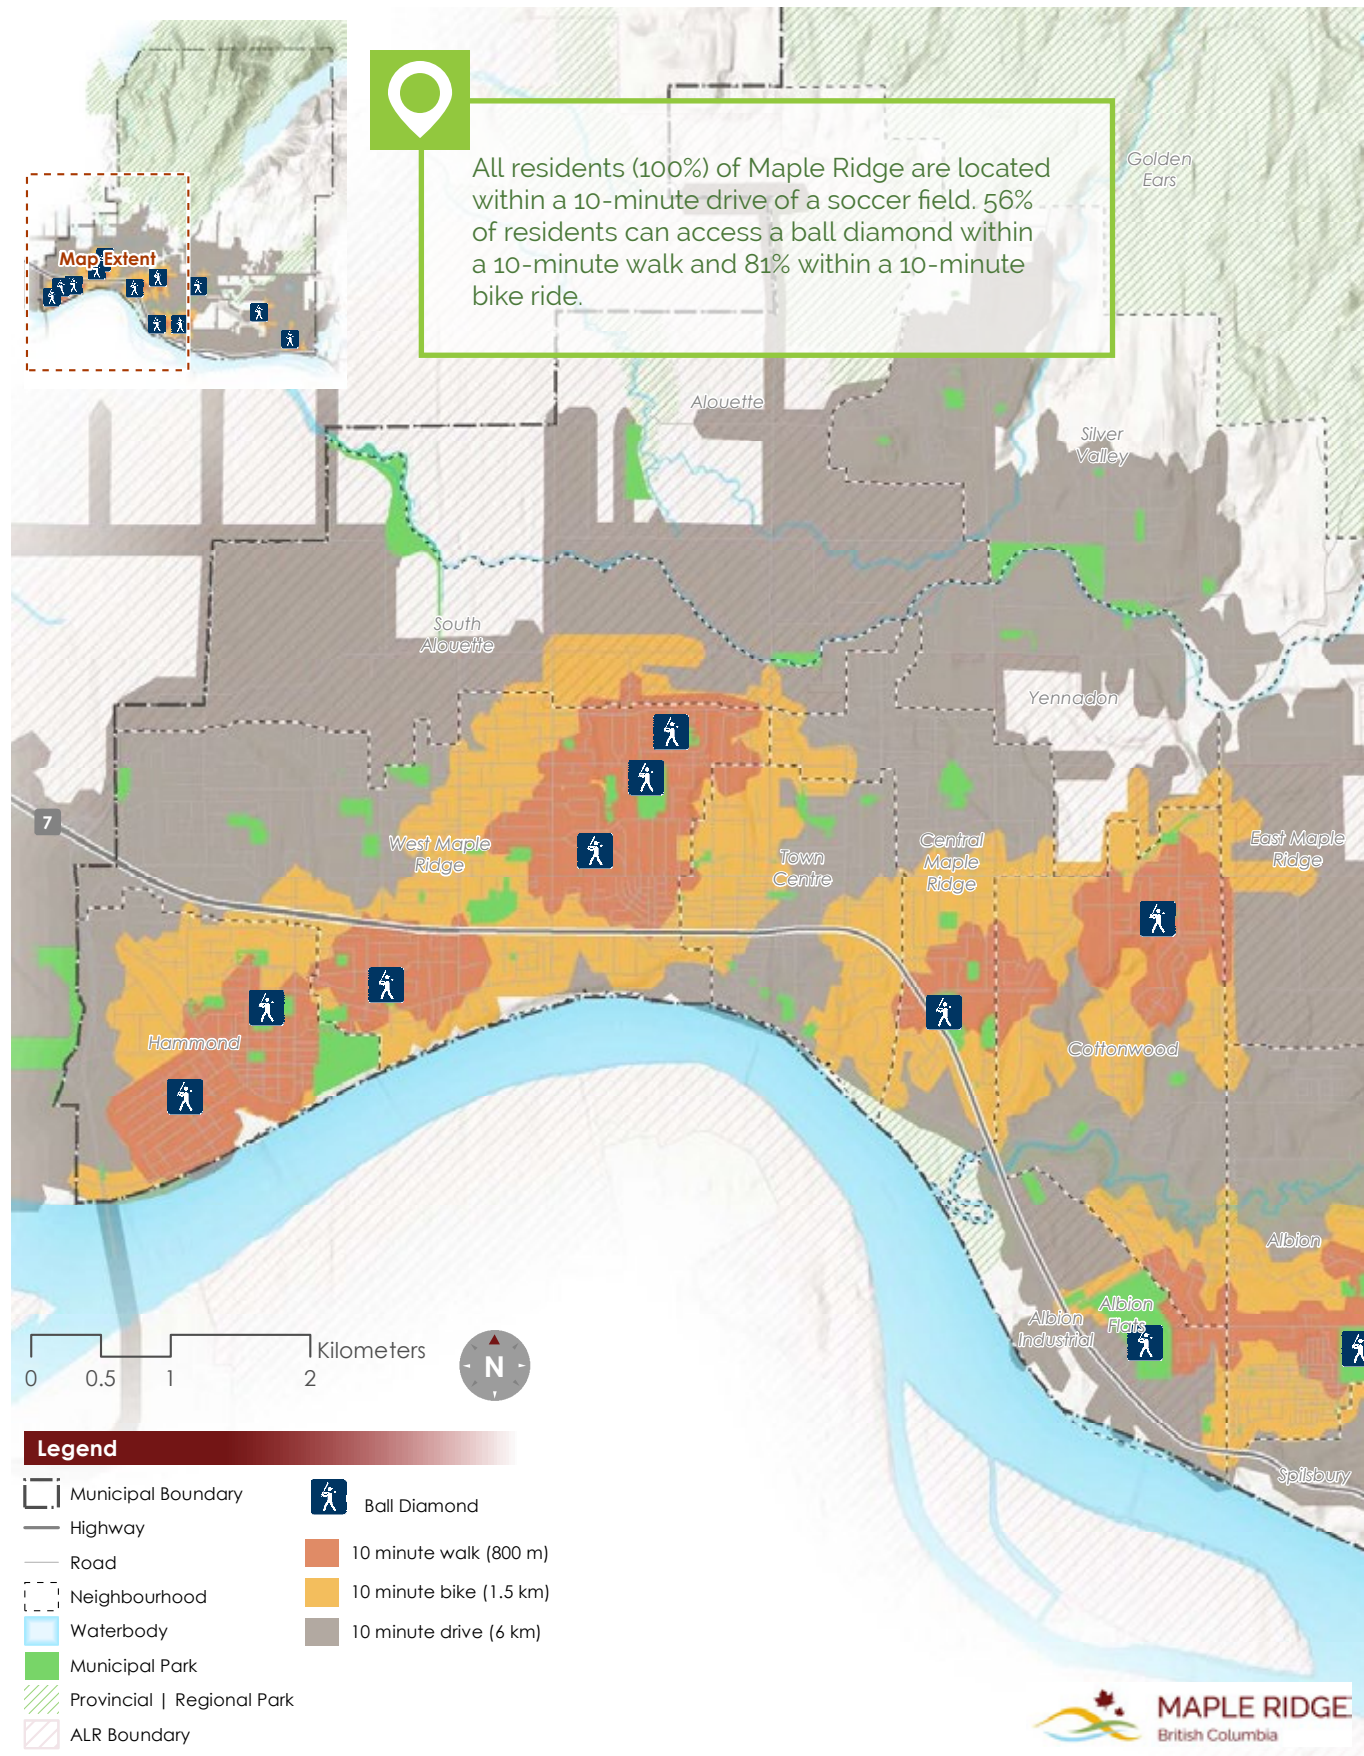 Map Extent
All residents (100%) of Maple Ridge are located
within a 10-minute drive of a soccer field. 56%
of residents can access a ball diamond within
a 10-minute walk and 81% within a 10-minute
bike ride.
Golden
Ears
Alouette
Silver
Valley
South
Alouette
Yennadon
7
West Maple
Ridge
Town
Centre
Central
Maple
Ridge
East Maple
Ridge
Hammond
Cottonwood
Albion
Albion
Flats
Albion
Industrial
Spilsbury
Kilometers
0 0.5 1 2
N
Legend
Municipal Boundary
Highway
Road
Neighbourhood
Waterbody
Municipal Park
Provincial | Regional Park
ALR Boundary
Ball Diamond
10 minute walk (800 m)
10 minute bike (1.5 km)
10 minute drive (6 km)
MAPLE RIDGE
British Columbia